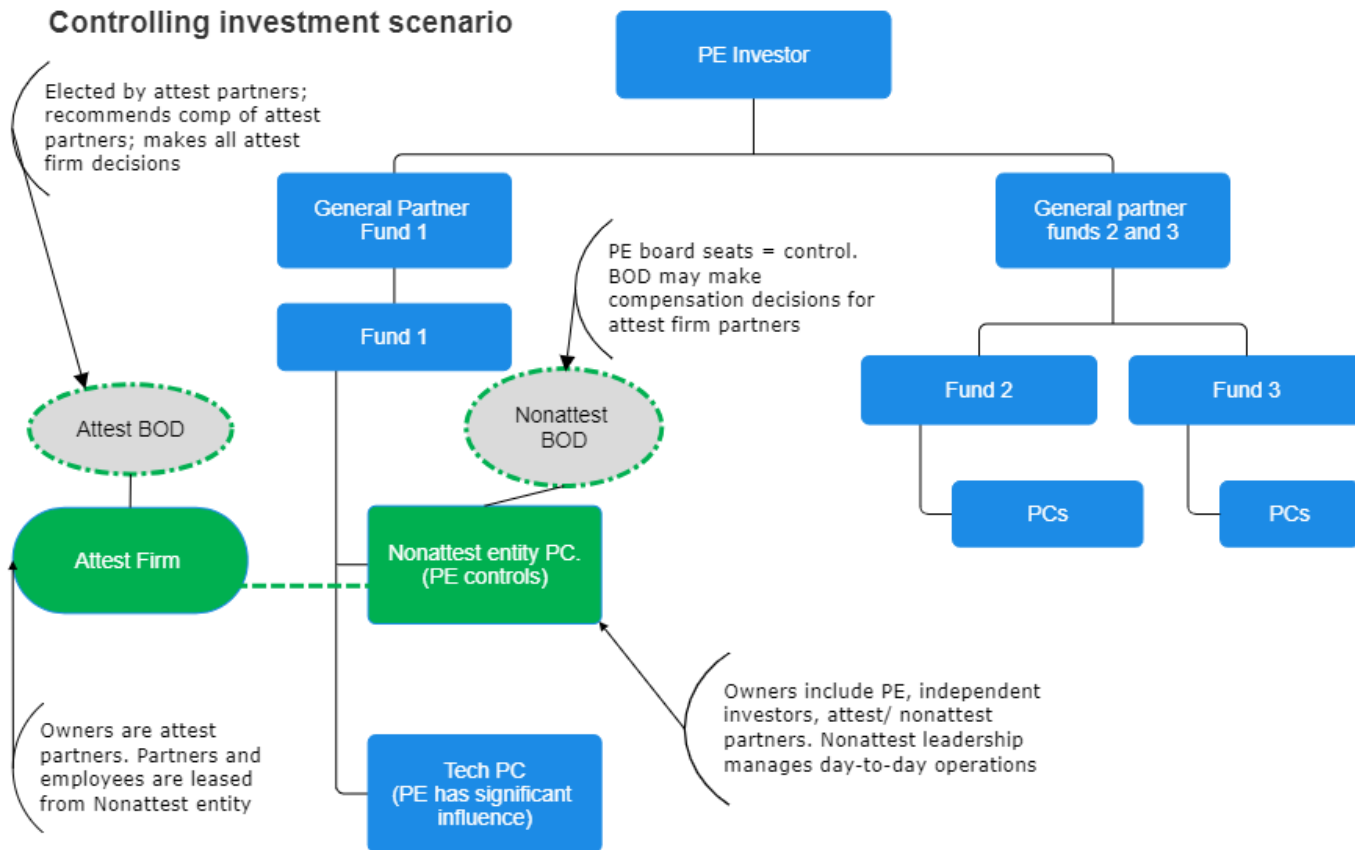 Controlling investment scenario
PE Investor
Elected by attest partners;
recommends comp of attest
partners; makes all attest
firm decisions
General Partner
Fund 1
General partner
funds 2 and 3
PE board seats = control.
BOD may make
compensation decisions for
attest firm partners
Fund 1
Fund 2
Fund 3
Attest BOD
Nonattest
BOD
PCs
PCs
Attest Firm
Nonattest entity PC.
(PE controls)
Owners are attest
partners. Partners and
employees are leased
from Nonattest entity
Owners include PE, independent
investors, attest/ nonattest
partners. Nonattest leadership
manages day-to-day operations
Tech PC
(PE has significant
influence)